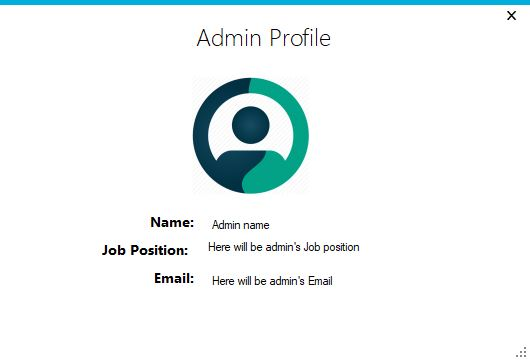 Admin Profile
Name: Admin name
Job Position: Here will be admin's Job position
Email: Here will be admin's Email